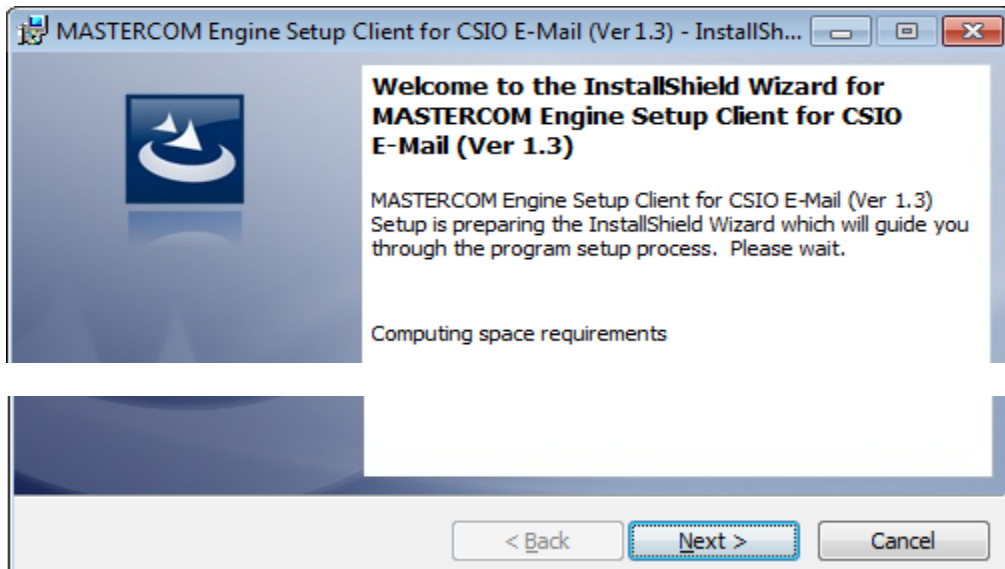 MASTERCOM Engine Setup Client for CSIO E-Mail (Ver 1.3) - InstallSh...
Welcome to the InstallShield Wizard for
MASTERCOM Engine Setup Client for CSIO
E-Mail (Ver 1.3)
MASTERCOM Engine Setup Client for CSIO E-Mail (Ver 1.3)
Setup is preparing the InstallShield Wizard which will guide you
through the program setup process. Please wait.
Computing space requirements
< Back Next > Cancel